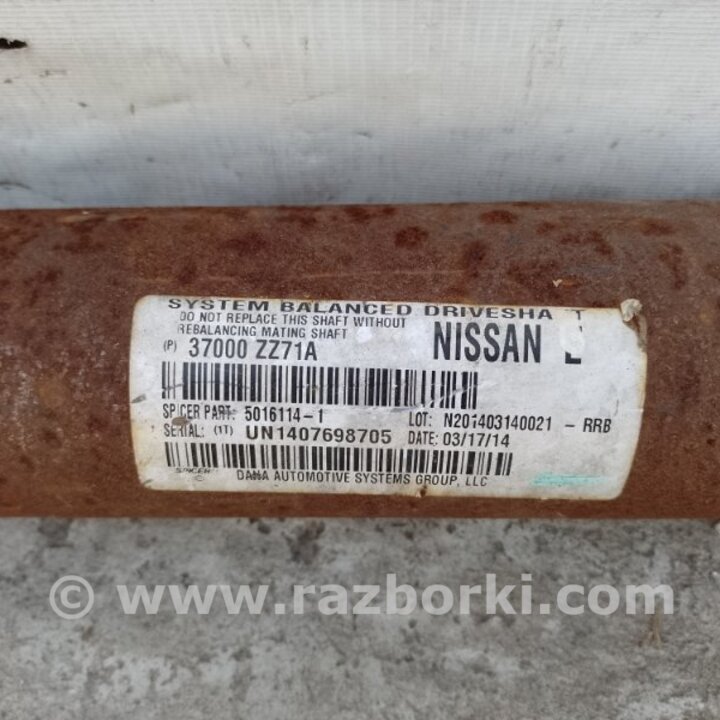 SYSTEM BALANCED DRIVESHA
DO NOT REPLACE THIS SHAFT WITHOUT
REBALANCING MATING SHAFT
(P) 37000 ZZ71A NISSAN
SPICER PART: 5016114-1 LOT: N201403140021 - RRB
SERIAL: (1T) UN1407698705 DATE: 03/17/14
SPICER
DANA AUTOMOTIVE SYSTEMS GROUP, LLC
© www.razborki.com